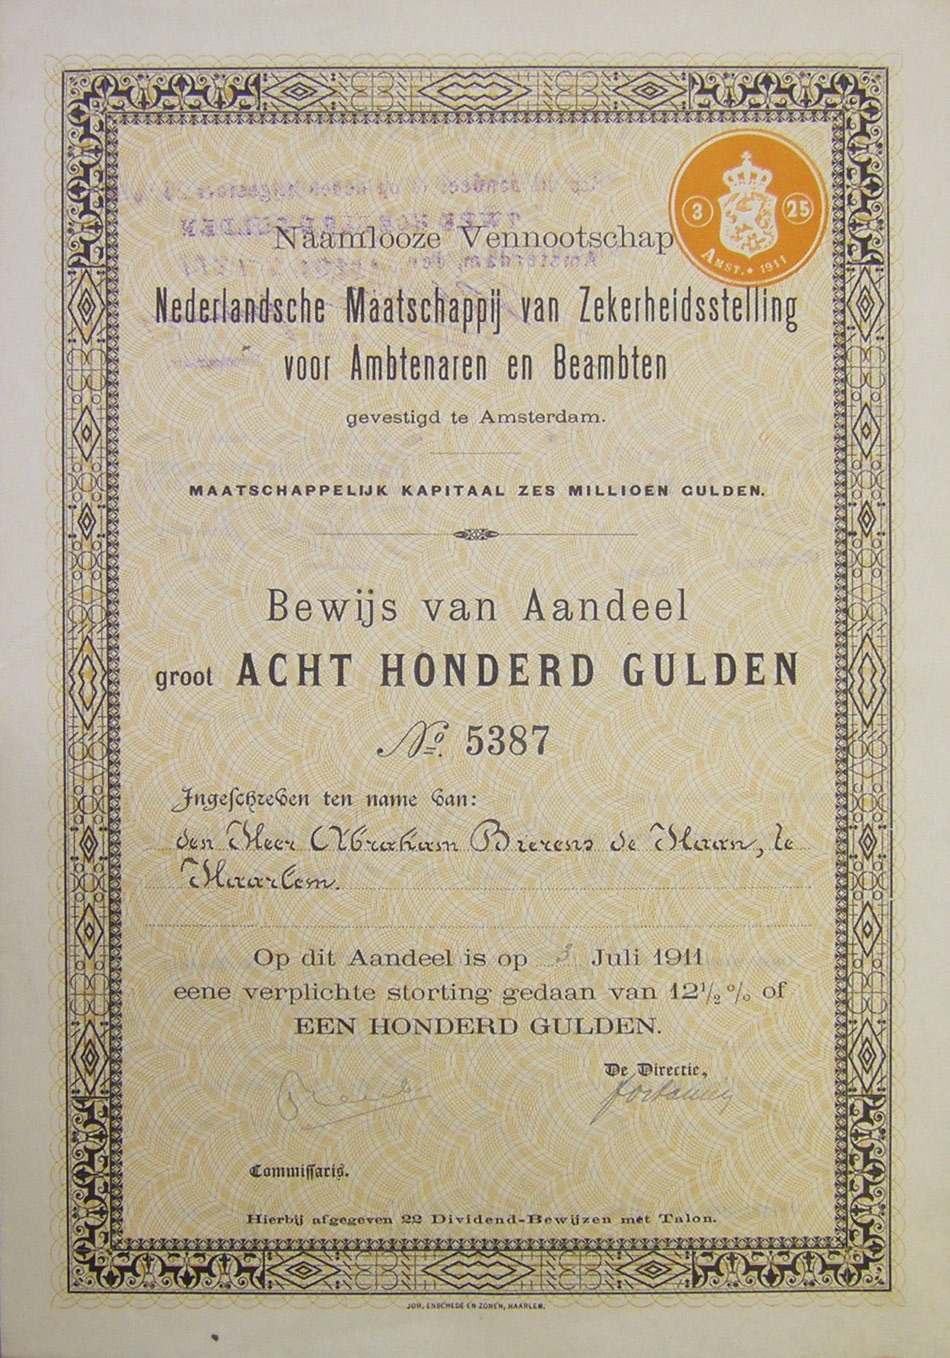 Naamlooze Vennootschap
3 25
AMST. * 1911
Nederlandsche Maatschappij van Zekerheidsstelling
voor Ambtenaren en Beambten
gevestigd te Amsterdam.
MAATSCHAPPELIJK KAPITAAL ZES MILLIOEN GULDEN.
Bewijs van Aandeel
groot ACHT HONDERD GULDEN
No. 5387
Ingeschreven ten name van:
den Heer Abraham Bierens de Haan, te
Haarlem.
Op dit Aandeel is op 3 Juli 1911
eene verplichte storting gedaan van 12 1/2 % of
EEN HONDERD GULDEN.
De Directie,
Commissaris.
Hierbij afgegeven 22 Dividend-Bewijzen met Talon.
JOH. ENSCHEDÉ EN ZONEN, HAARLEM.